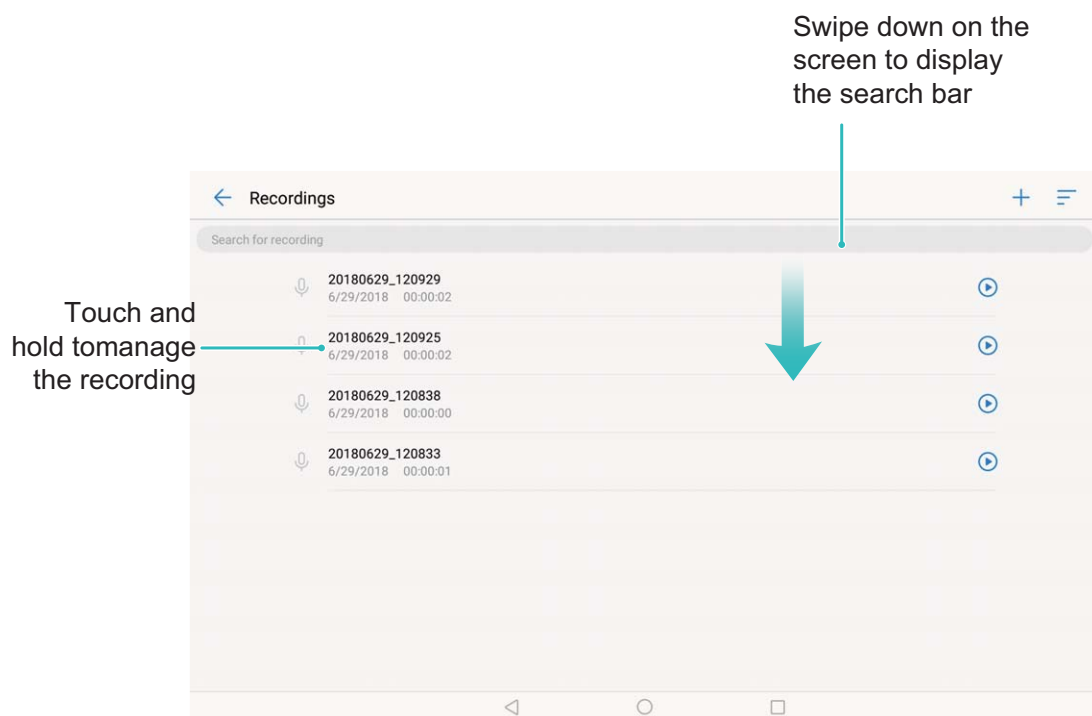 Swipe down on the
screen to display
the search bar
Recordings
Search for recording
20180629_120929
6/29/2018 00:00:02
Touch and
hold tomanage
the recording
20180629_120925
6/29/2018 00:00:02
20180629_120838
6/29/2018 00:00:00
20180629_120833
6/29/2018 00:00:01